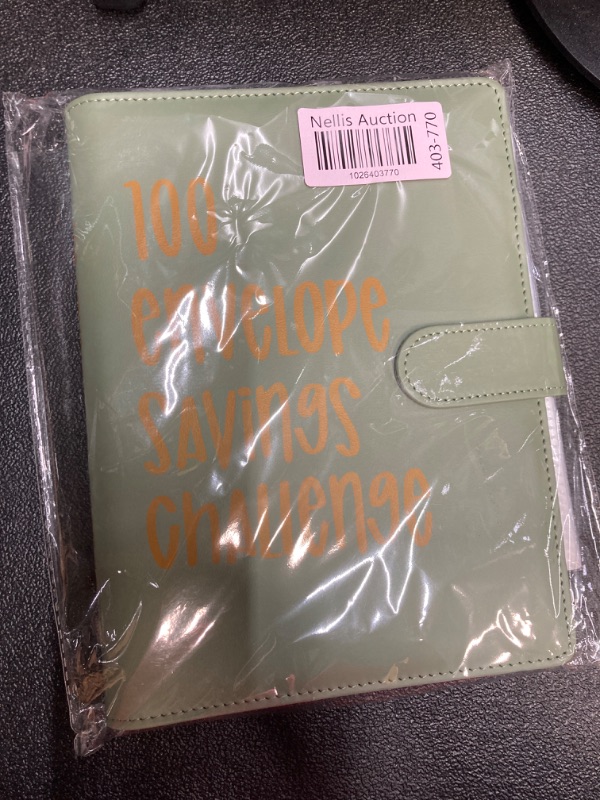 Nellis Auction
403-770
1026403770
100
envelope
savings
challenge